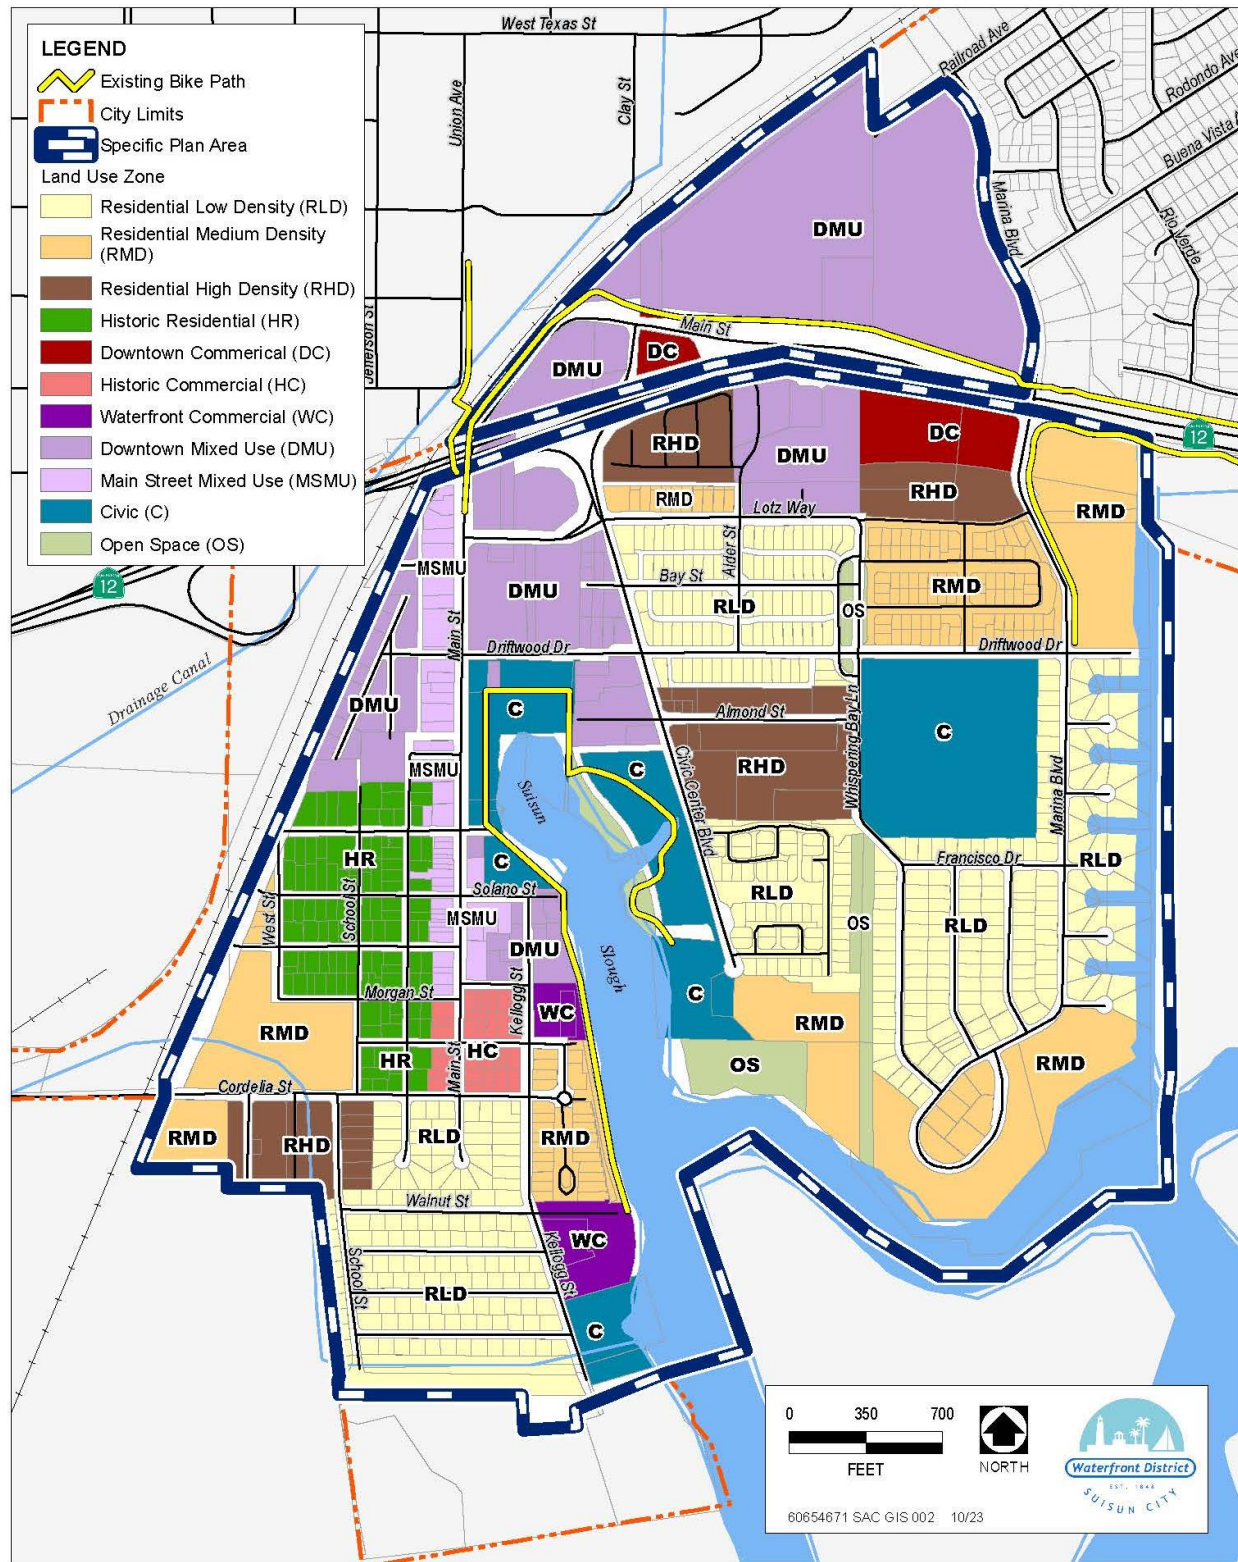 LEGEND
Existing Bike Path
City Limits
Specific Plan Area
Land Use Zone
Residential Low Density (RLD)
Residential Medium Density
(RMD)
Residential High Density (RHD)
Historic Residential (HR)
Downtown Commerical (DC)
Historic Commercial (HC)
Waterfront Commercial (WC)
Downtown Mixed Use (DMU)
Main Street Mixed Use (MSMU)
Civic (C)
Open Space (OS)
West Texas St
Union Ave
Clay St
Jefferson St
Railroad Ave
Rodondo Ave
Buena Vista A
Rio Verde
Marina Blvd
DMU
Main St
DMU
DC
12
RHD
DMU
DC
RHD
RMD
RMD
Lotz Way
12
MSMU
DMU
Alder St
Bay St
RLD
OS
RMD
Main St
Driftwood Dr
Driftwood Dr
Drainage Canal
DMU
C
Almond St
C
Whispering Bay Ln
MSMU
C
RHD
Suisun
Civic Center Blvd
Marina Blvd
HR
C
Francisco Dr
RLD
School St
West St
Solano St
RLD
MSMU
DMU
OS
RLD
Slough
Kellogg St
Morgan St
C
WC
RMD
RMD
HR
HC
Main St
OS
RMD
Cordelia St
RMD
RHD
RLD
RMD
Walnut St
WC
Kellogg St
School St
RLD
C
0 350 700
FEET
NORTH
Waterfront District
EST. 1868
SUISUN CITY
60654671 SAC GIS 002 10/23